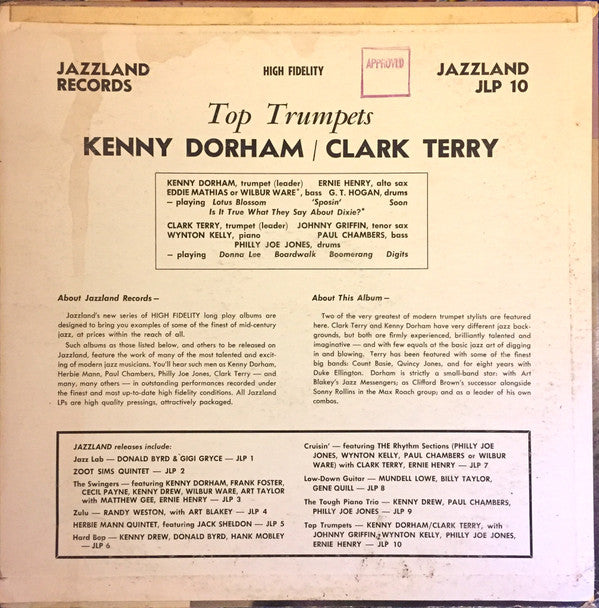 JAZZLAND
RECORDS
HIGH FIDELITY
APPROVED
JAZZLAND
JLP 10
Top Trumpets
KENNY DORHAM / CLARK TERRY
KENNY DORHAM, trumpet (leader) ERNIE HENRY, alto sax
EDDIE MATHIAS or WILBUR WARE*, bass G. T. HOGAN, drums
— playing Lotus Blossom 'Sposin' Soon
Is It True What They Say About Dixie?*
CLARK TERRY, trumpet (leader) JOHNNY GRIFFIN, tenor sax
WYNTON KELLY, piano PAUL CHAMBERS, bass
PHILLY JOE JONES, drums
— playing Donna Lee Boardwalk Boomerang Digits
About Jazzland Records —
Jazzland's new series of HIGH FIDELITY long play albums are
designed to bring you examples of some of the finest of mid-century
jazz, at prices within the reach of all.
Such albums as those listed below, and others to be released on
Jazzland, feature the work of many of the most talented and excit-
ing of modern jazz musicians. You'll hear such men as Kenny Dorham,
Herbie Mann, Paul Chambers, Philly Joe Jones, Clark Terry — and
many, many others — in outstanding performances recorded under
the finest and most up-to-date high fidelity conditions. All Jazzland
LPs are high quality pressings, attractively packaged.
About This Album —
Two of the very greatest of modern trumpet stylists are featured
here. Clark Terry and Kenny Dorham have very different jazz back-
grounds, but both are firmly experienced, brilliantly talented and
imaginative — and with few equals at the basic jazz art of digging
in and blowing. Terry has been featured with some of the finest
big bands: Count Basie, Quincy Jones, and for eight years with
Duke Ellington. Dorham is strictly a small-band star: with Art
Blakey's Jazz Messengers; as Clifford Brown's successor alongside
Sonny Rollins in the Max Roach group; and as a leader of his own
combos.
JAZZLAND releases include:
Jazz Lab — DONALD BYRD & GIGI GRYCE — JLP 1
ZOOT SIMS QUINTET — JLP 2
The Swingers — featuring KENNY DORHAM, FRANK FOSTER,
CECIL PAYNE, KENNY DREW, WILBUR WARE, ART TAYLOR
with MATTHEW GEE, ERNIE HENRY — JLP 3
Zulu — RANDY WESTON, with ART BLAKEY — JLP 4
HERBIE MANN QUINTET, featuring JACK SHELDON — JLP 5
Hard Bop — KENNY DREW, DONALD BYRD, HANK MOBLEY
— JLP 6
Cruisin' — featuring THE Rhythm Sections (PHILLY JOE
JONES, WYNTON KELLY, PAUL CHAMBERS or WILBUR
WARE) with CLARK TERRY, ERNIE HENRY — JLP 7
Low-Down Guitar — MUNDELL LOWE, BILLY TAYLOR,
GENE QUILL — JLP 8
The Tough Piano Trio — KENNY DREW, PAUL CHAMBERS,
PHILLY JOE JONES — JLP 9
Top Trumpets — KENNY DORHAM/CLARK TERRY, with
JOHNNY GRIFFIN, WYNTON KELLY, PHILLY JOE JONES,
ERNIE HENRY — JLP 10